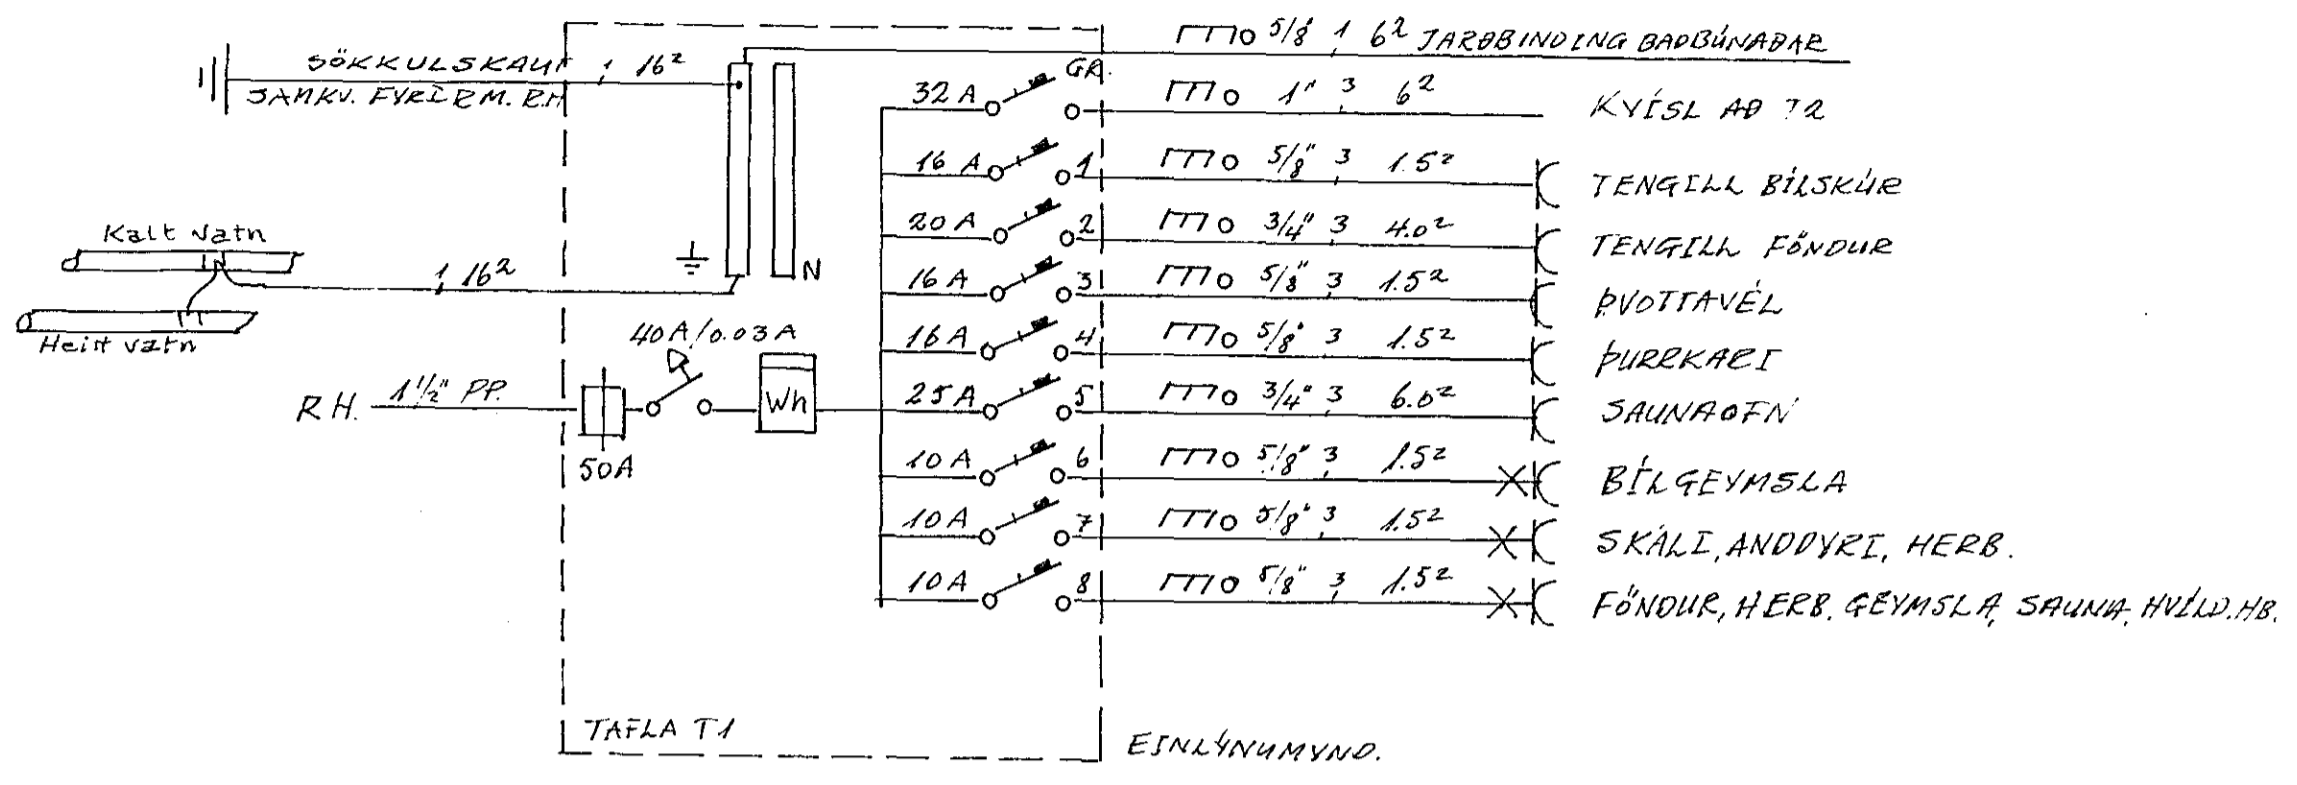 5/8" 1 6² JARÐBINDING BAÐBÚNAÐAR
SÖKKULSKAUT 1 16²
SAMKV. FYRIRM. RH
GR.
32 A 1" 3 6² KVÍSL AÐ T2
16 A 1 5/8" 3 1.5² TENGILL BÍLSKÚR
20 A 2 3/4" 3 4.0² TENGILL FÖNDUR
Kalt vatn
N
1 16²
16 A 3 5/8" 3 1.5² ÞVOTTAVÉL
Heitt vatn
40A/0.03A
16 A 4 5/8" 3 1.5² ÞURRKARI
RH. 1 1/2" PP.
Wh
25 A 5 3/4" 3 6.0² SAUNAOFN
50A
10 A 6 5/8" 3 1.5² BÍLGEYMSLA
10 A 7 5/8" 3 1.5² SKÁLI, ANDDYRI, HERB.
10 A 8 5/8" 3 1.5² FÖNDUR, HERB. GEYMSLA, SAUNA, HVÍLD.HB.
TAFLA T1
EINLÍNUMYND.